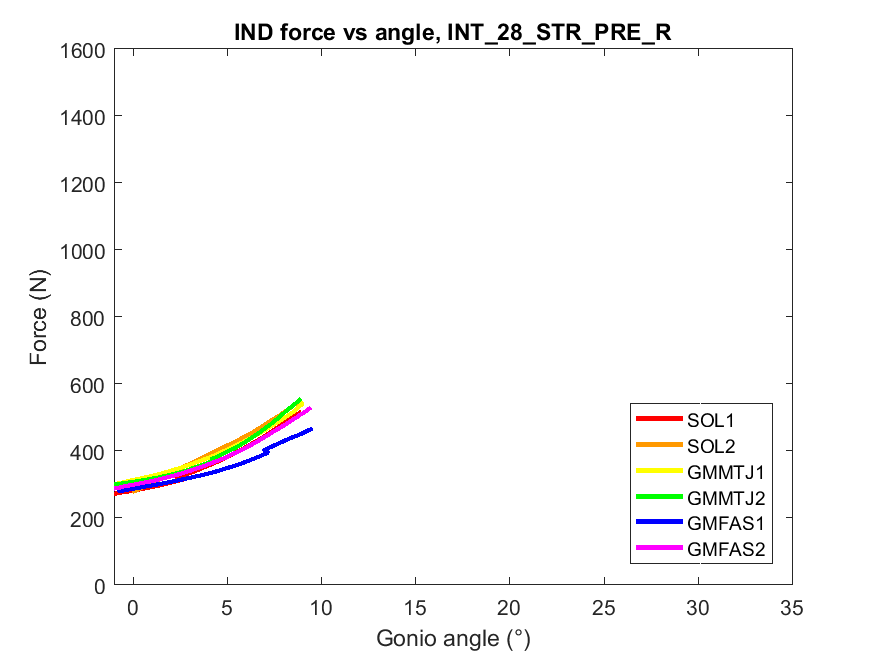 IND force vs angle, INT_28_STR_PRE_R
1600
1400
1200
1000
800
600
400
200
0
Force (N)
0 5 10 15 20 25 30 35
Gonio angle (°)
SOL1
SOL2
GMMTJ1
GMMTJ2
GMFAS1
GMFAS2